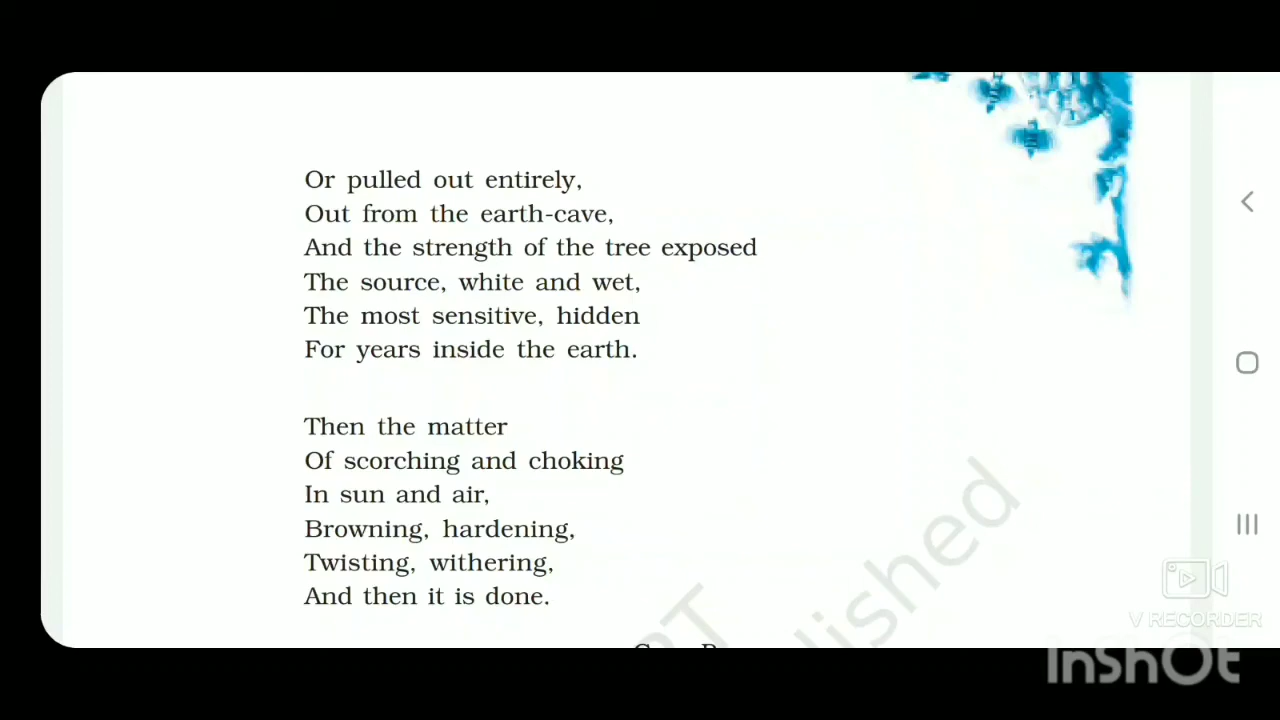 Or pulled out entirely,
Out from the earth-cave,
And the strength of the tree exposed
The source, white and wet,
The most sensitive, hidden
For years inside the earth.
Then the matter
Of scorching and choking
In sun and air,
Browning, hardening,
Twisting, withering,
And then it is done.
V RECORDER
InShOt